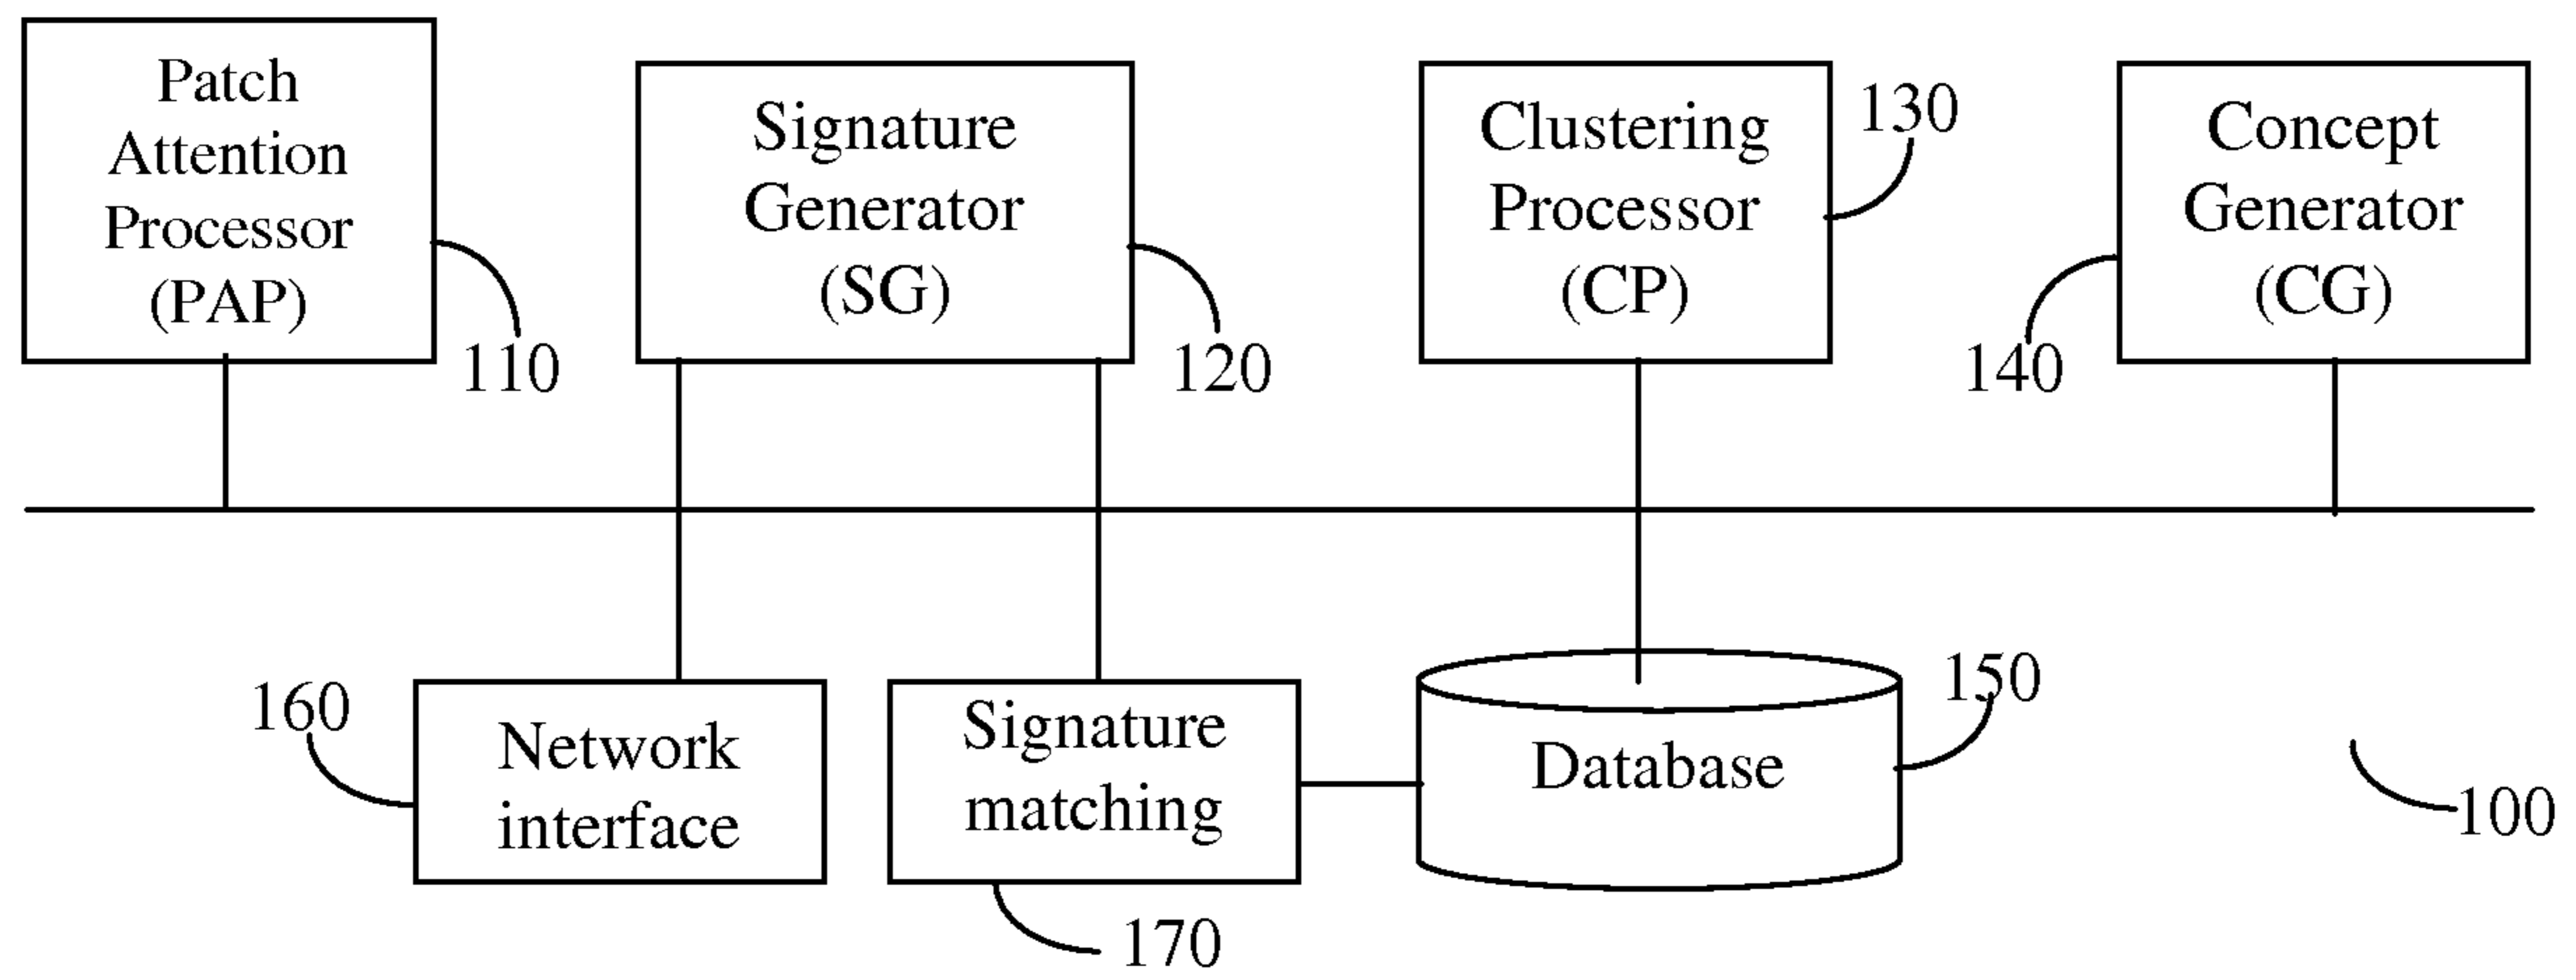 Patch
Attention
Processor
(PAP)
110
Signature
Generator
(SG)
120
Clustering
Processor
(CP)
130
Concept
Generator
(CG)
140
160
Network
interface
Signature
matching
170
Database
150
100